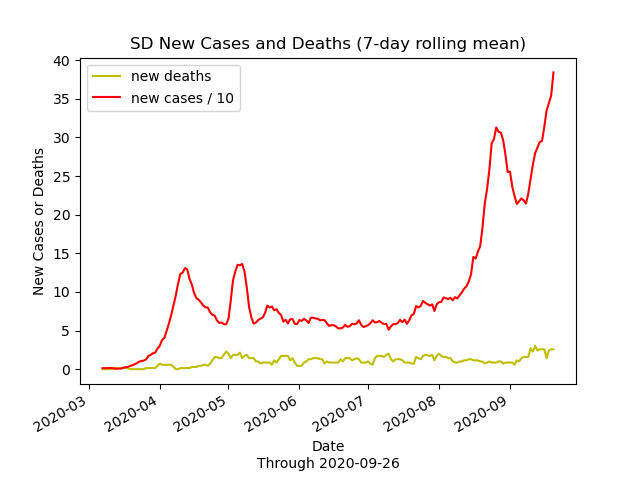 SD New Cases and Deaths (7-day rolling mean)
new deaths
new cases / 10
New Cases or Deaths
40
35
30
25
20
15
10
5
0
2020-03
2020-04
2020-05
2020-06
2020-07
2020-08
2020-09
Date
Through 2020-09-26